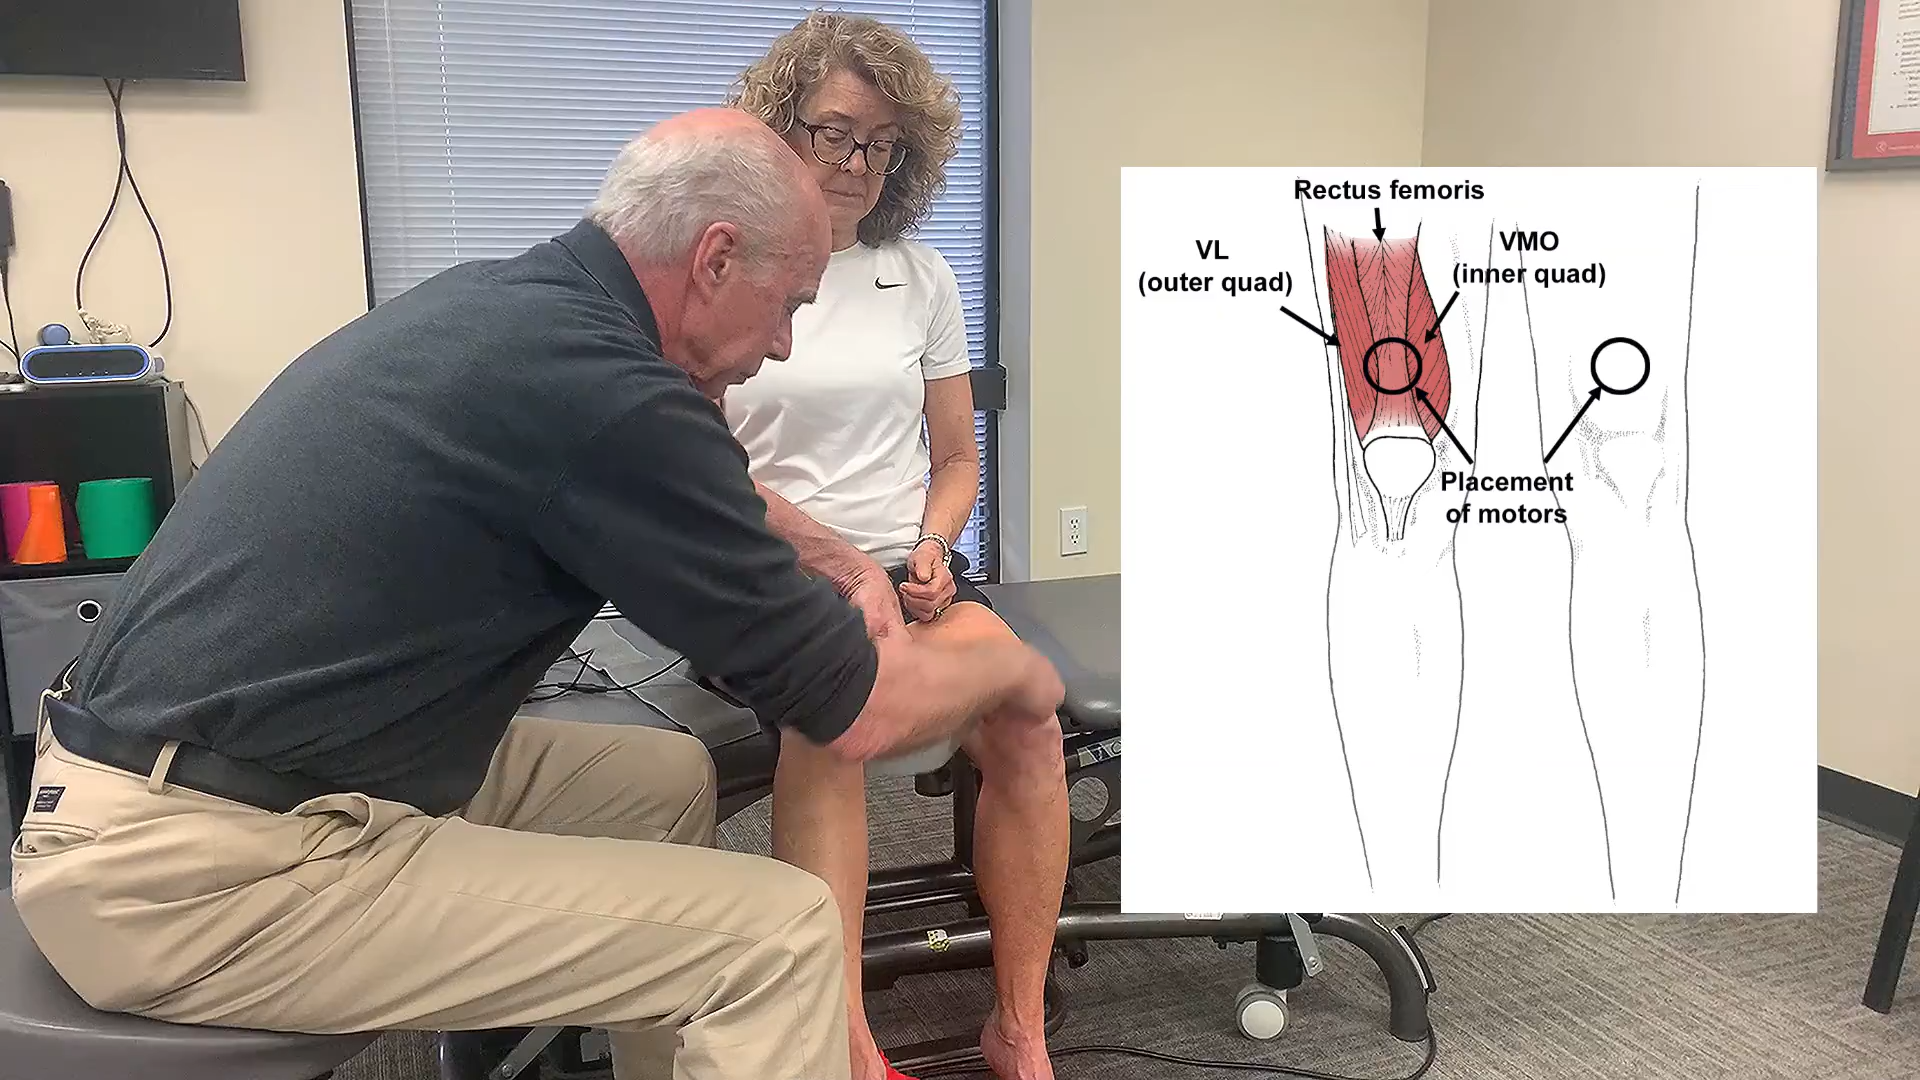 Rectus femoris
VL
(outer quad)
VMO
(inner quad)
Placement
of motors